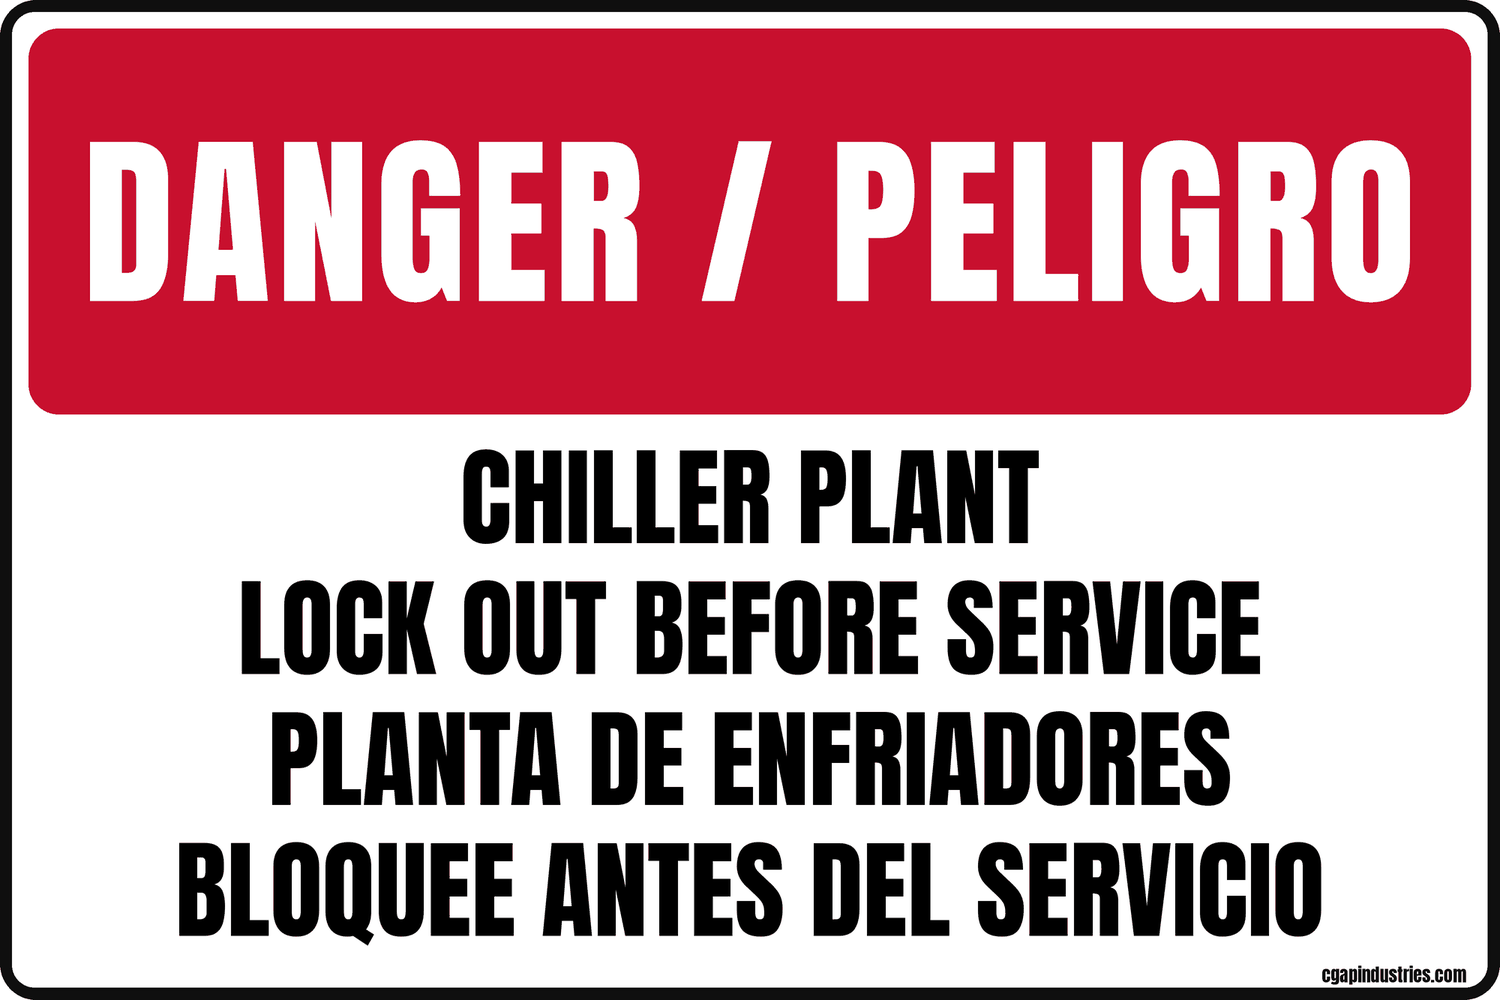 DANGER / PELIGRO
CHILLER PLANT
LOCK OUT BEFORE SERVICE
PLANTA DE ENFRIADORES
BLOQUEE ANTES DEL SERVICIO
cgapindustries.com